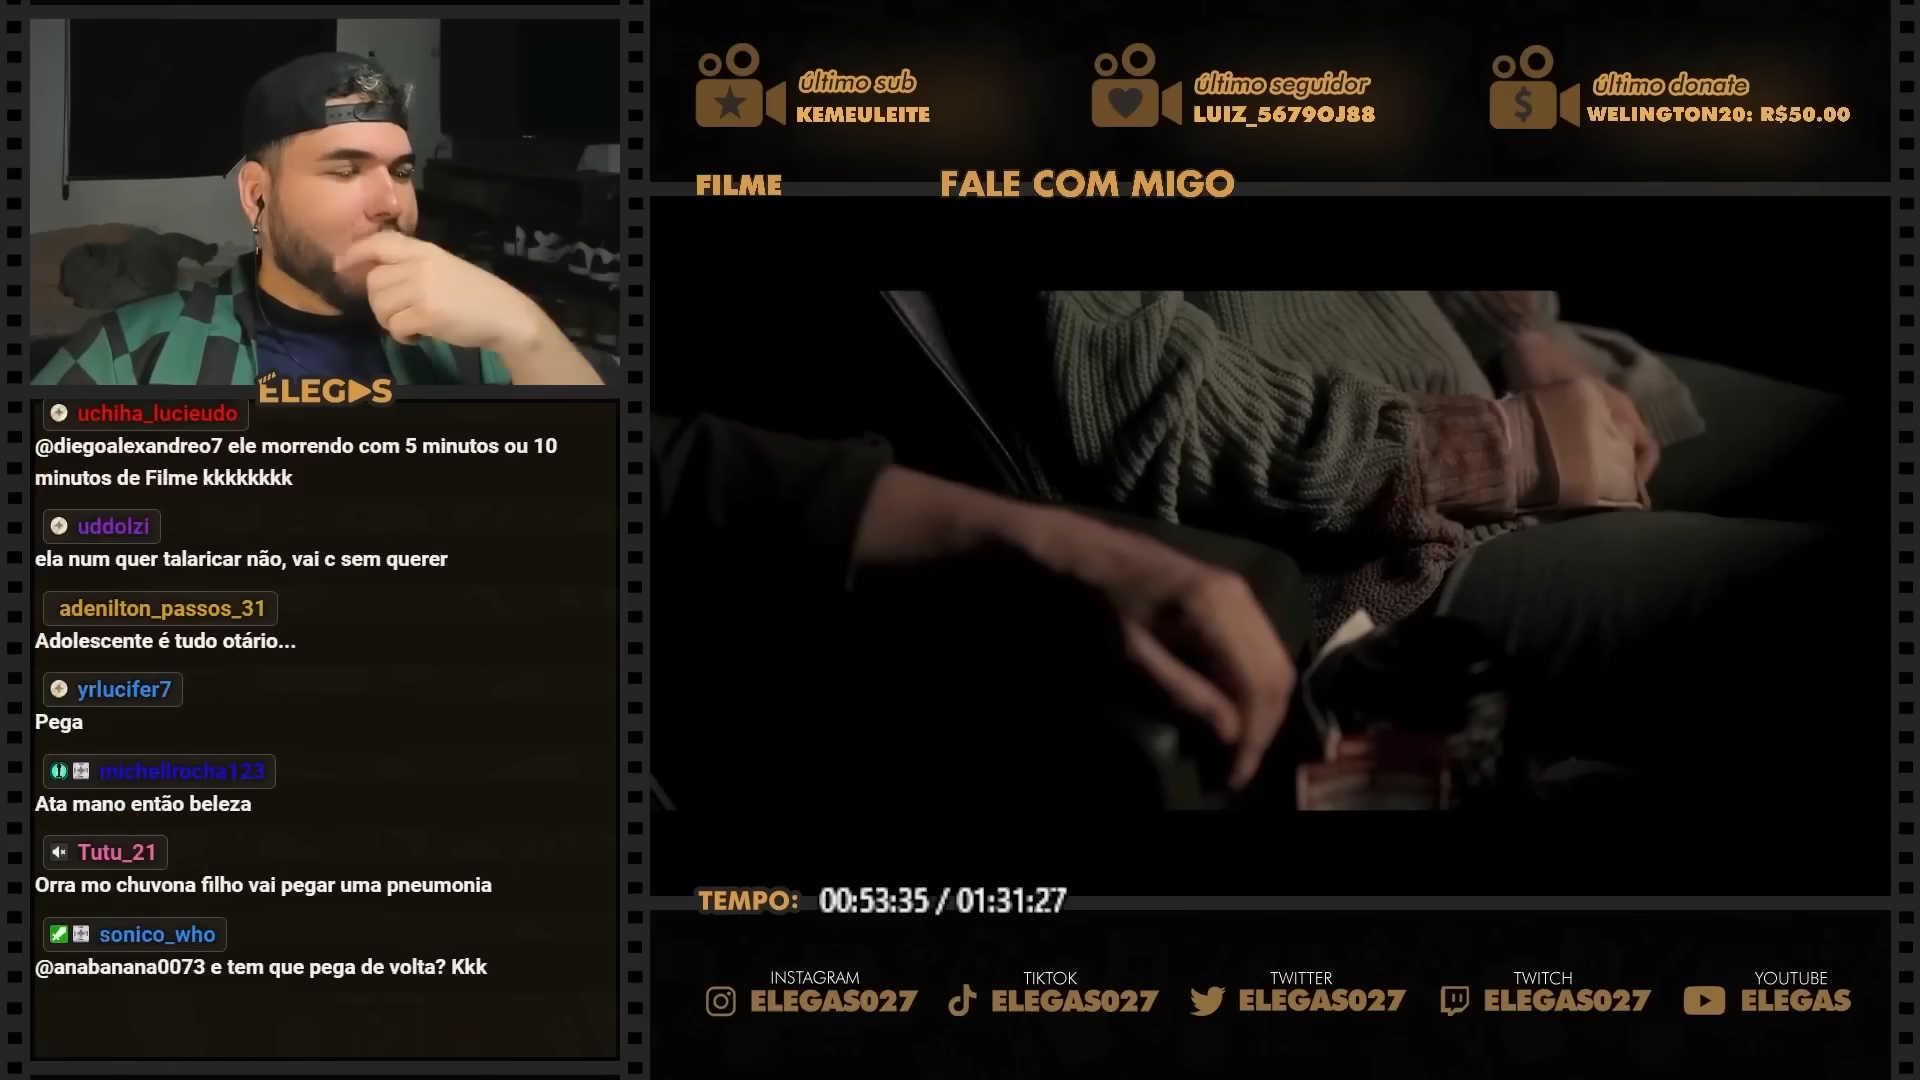 último sub
KEMEULEITE
último seguidor
LUIZ_5679OJ88
último donate
WELINGTON20: R$50.00
FILME
FALE COM MIGO
ELEGAS
uchiha_lucieudo
@diegoalexandreo7 ele morrendo com 5 minutos ou 10
minutos de Filme kkkkkkkk
uddolzi
ela num quer talaricar não, vai c sem querer
adenilton_passos_31
Adolescente é tudo otário...
yrlucifer7
Pega
michellrocha123
Ata mano então beleza
Tutu_21
Orra mo chuvona filho vai pegar uma pneumonia
sonico_who
@anabanana0073 e tem que pega de volta? Kkk
TEMPO: 00:53:35 / 01:31:27
INSTAGRAM
ELEGAS027
TIKTOK
ELEGAS027
TWITTER
ELEGAS027
TWITCH
ELEGAS027
YOUTUBE
ELEGAS